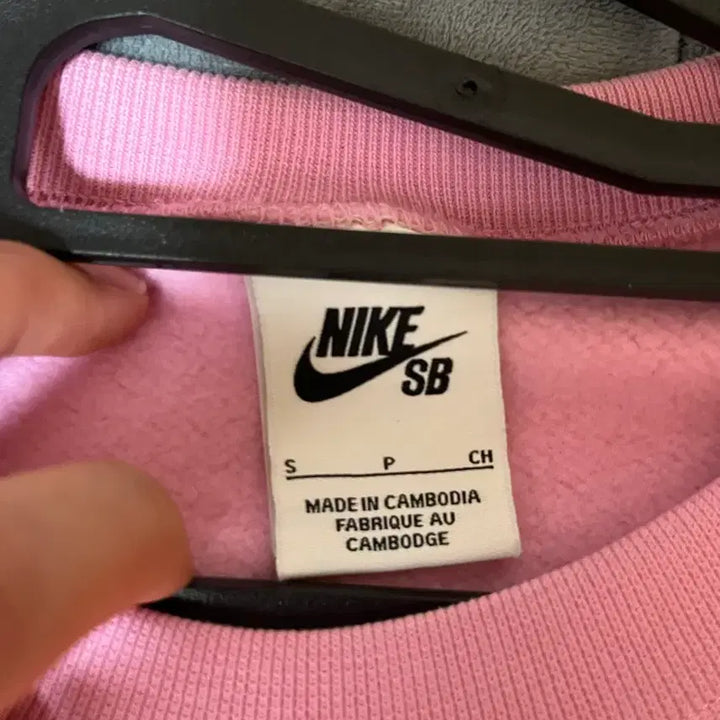 NIKE
SB
S P CH
MADE IN CAMBODIA
FABRIQUE AU
CAMBODGE